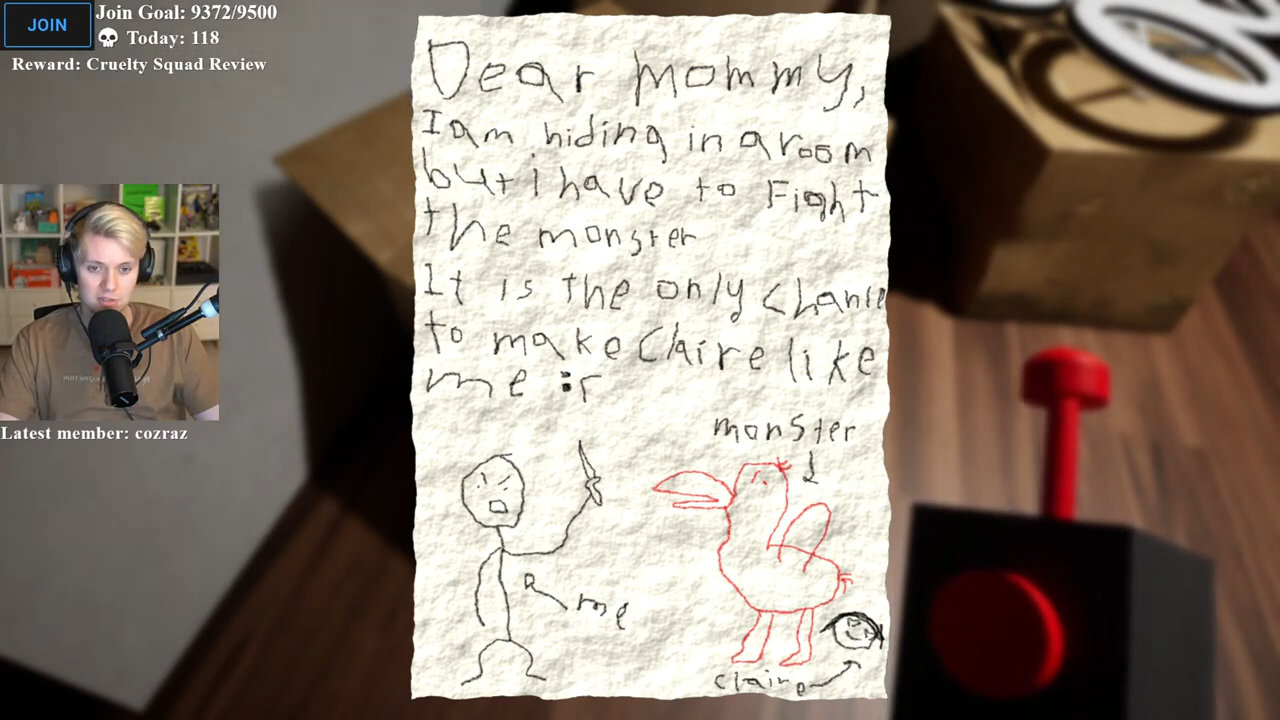 JOIN
Join Goal: 9372/9500
Today: 118
Reward: Cruelty Squad Review
Latest member: cozraz
Dear Mommy,
I am hiding in a room
but i have to Fight
the monster
It is the only chance
to make Claire like
me :r
monster
me
Claire